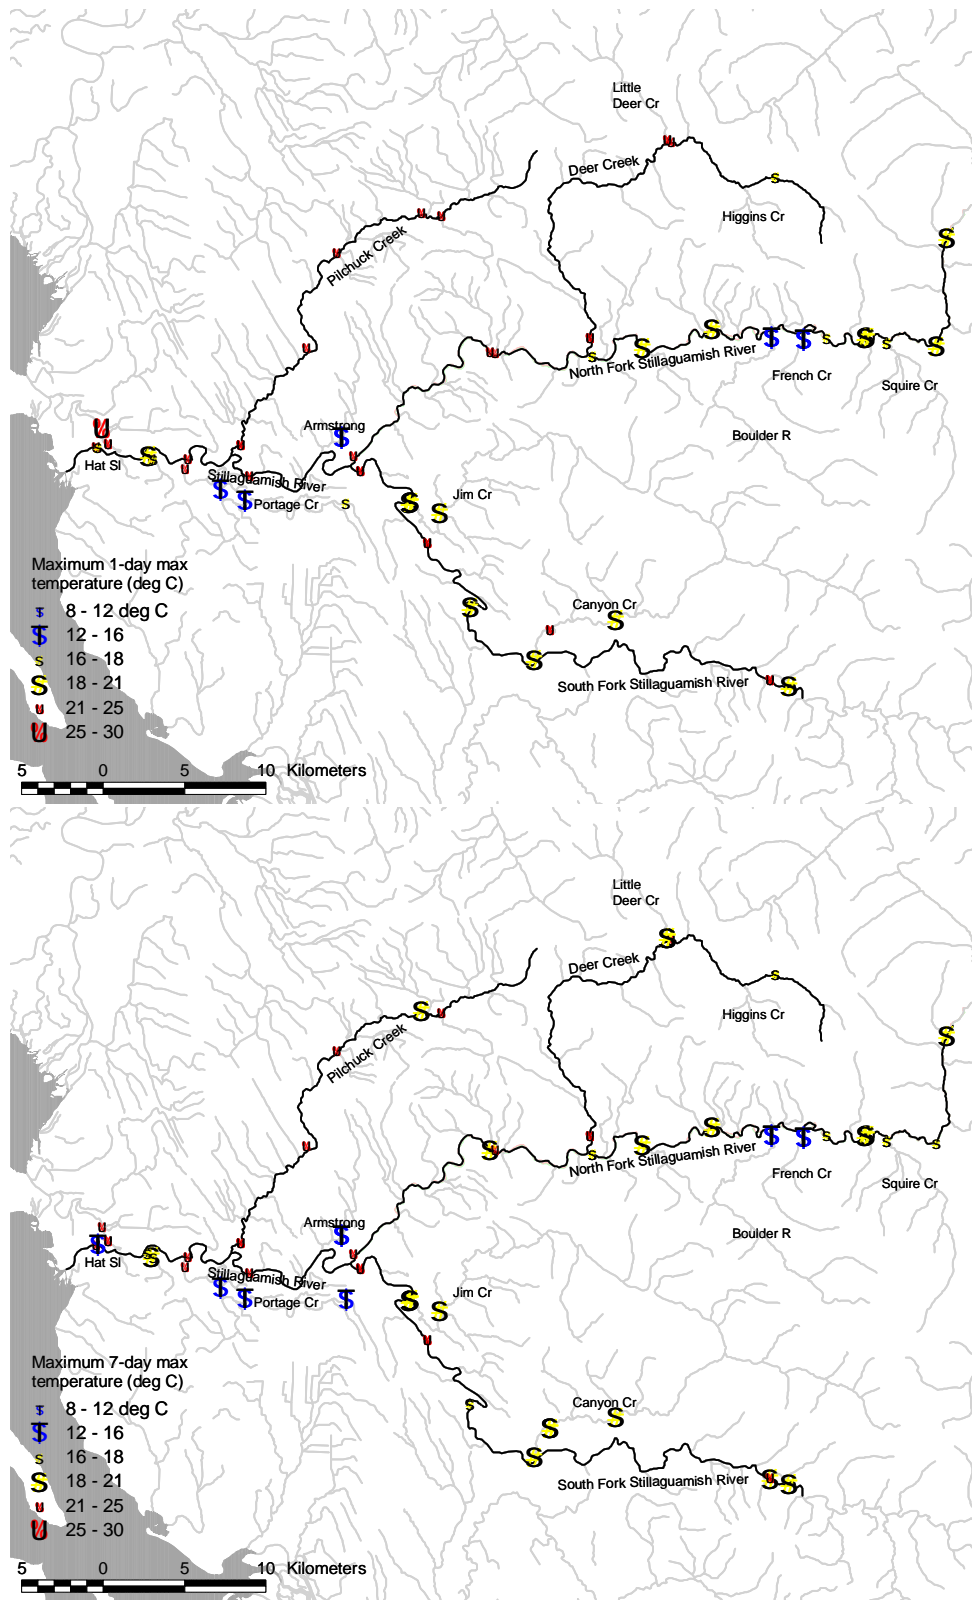 Little
Deer Cr
Deer Creek
Higgins Cr
Pilchuck Creek
North Fork Stillaguamish River
French Cr
Squire Cr
Boulder R
Armstrong
Hat Sl
Stillaguamish River
Portage Cr
Jim Cr
Canyon Cr
South Fork Stillaguamish River
Maximum 1-day max
temperature (deg C)
8 - 12 deg C
12 - 16
16 - 18
18 - 21
21 - 25
25 - 30
5 0 5 10 Kilometers
Little
Deer Cr
Deer Creek
Higgins Cr
Pilchuck Creek
North Fork Stillaguamish River
French Cr
Squire Cr
Boulder R
Armstrong
Hat Sl
Stillaguamish River
Portage Cr
Jim Cr
Canyon Cr
South Fork Stillaguamish River
Maximum 7-day max
temperature (deg C)
8 - 12 deg C
12 - 16
16 - 18
18 - 21
21 - 25
25 - 30
5 0 5 10 Kilometers